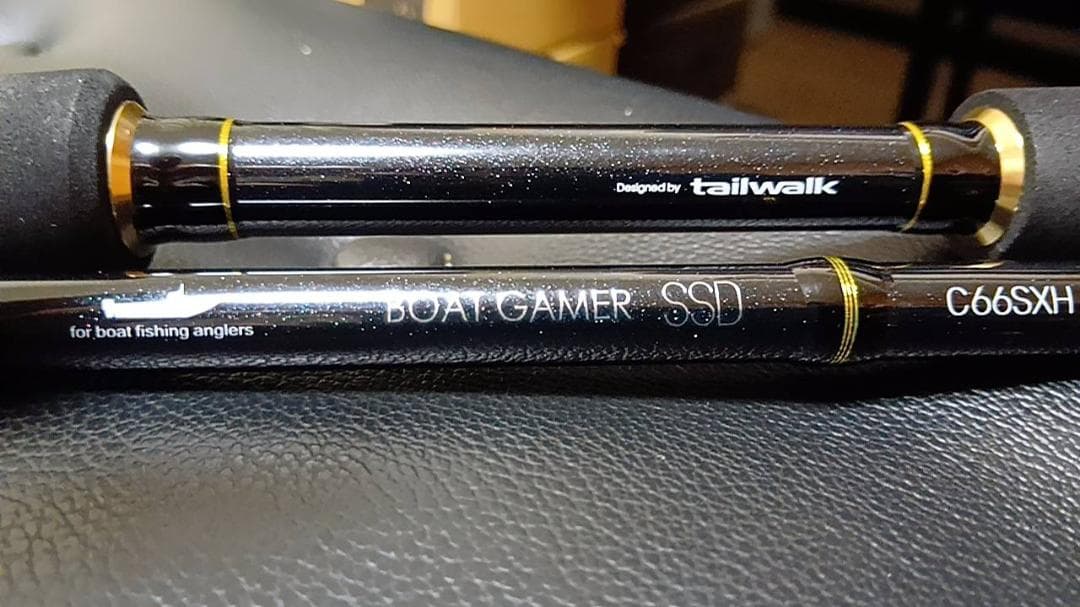 Designed by tailwalk
for boat fishing anglers
BOAT GAMER SSD
C66SXH